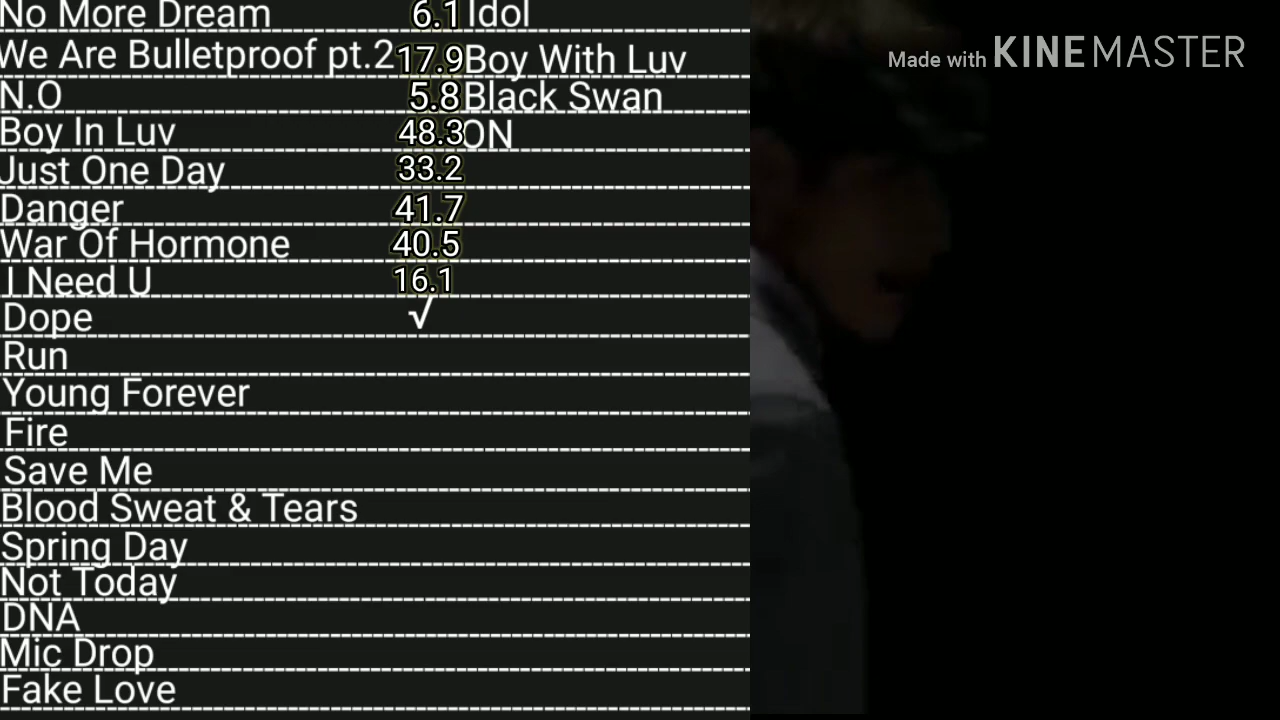 No More Dream 6.1 Idol
We Are Bulletproof pt.2 17.9 Boy With Luv
N.O 5.8 Black Swan
Boy In Luv 48.3 ON
Just One Day 33.2
Danger 41.7
War Of Hormone 40.5
I Need U 16.1
Dope √
Run
Young Forever
Fire
Save Me
Blood Sweat & Tears
Spring Day
Not Today
DNA
Mic Drop
Fake Love
Made with KINEMASTER